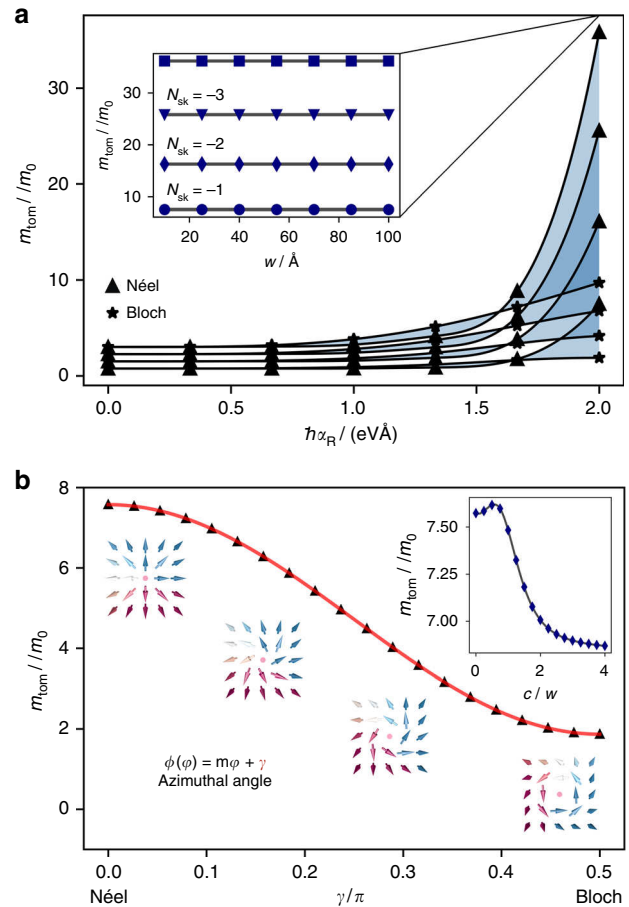 a
30
20
10
0
m_tom//m_0
30
20
10
m_tom//m_0
N_sk = −3
N_sk = −2
N_sk = −1
20 40 60 80 100
w / Å
Néel
Bloch
0.0 0.5 1.0 1.5 2.0
ħα_R / (eVÅ)
b
8
6
4
2
0
m_tom//m_0
7.50
7.25
7.00
m_tom//m_0
0 2 4
c / w
ϕ(φ) = mφ + γ
Azimuthal angle
0.0 0.1 0.2 0.3 0.4 0.5
Néel γ/π Bloch